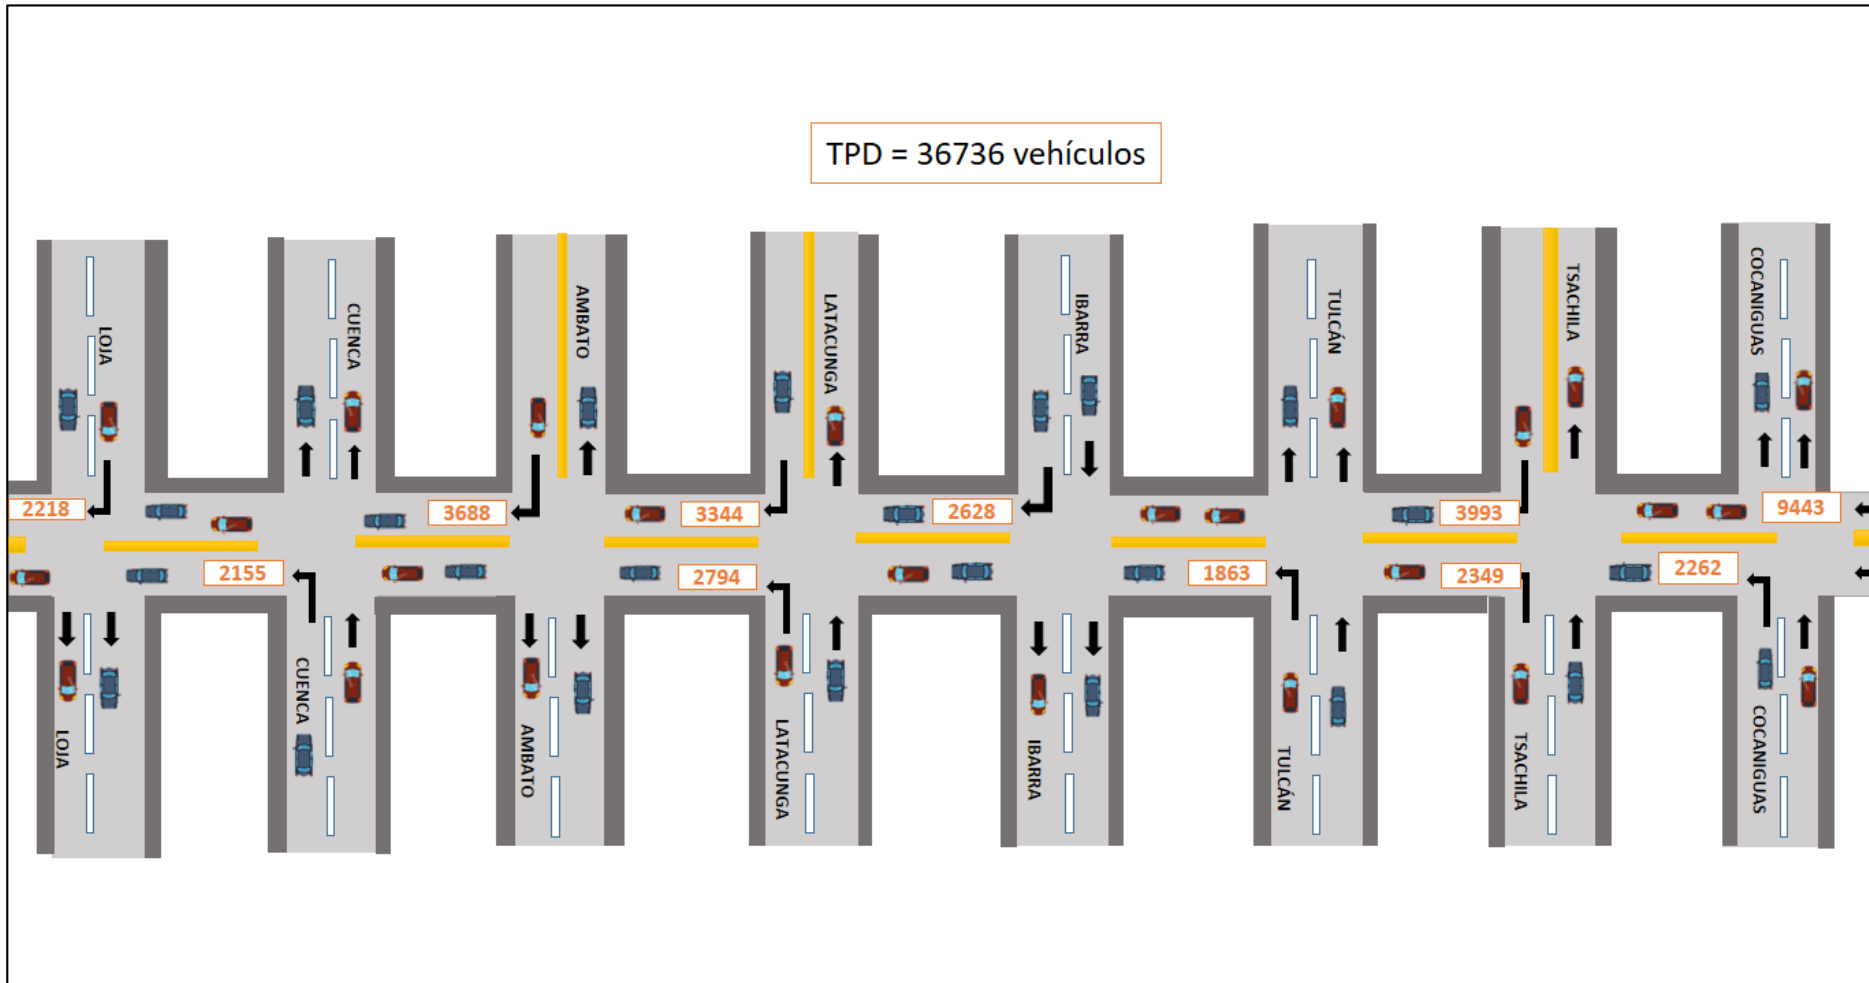 TPD = 36736 vehículos
LOJA
CUENCA
AMBATO
LATACUNGA
IBARRA
TULCÁN
TSACHILA
COCANIGUAS
2218
3688
3344
2628
3993
9443
2155
2794
1863
2349
2262
LOJA
CUENCA
AMBATO
LATACUNGA
IBARRA
TULCÁN
TSACHILA
COCANIGUAS